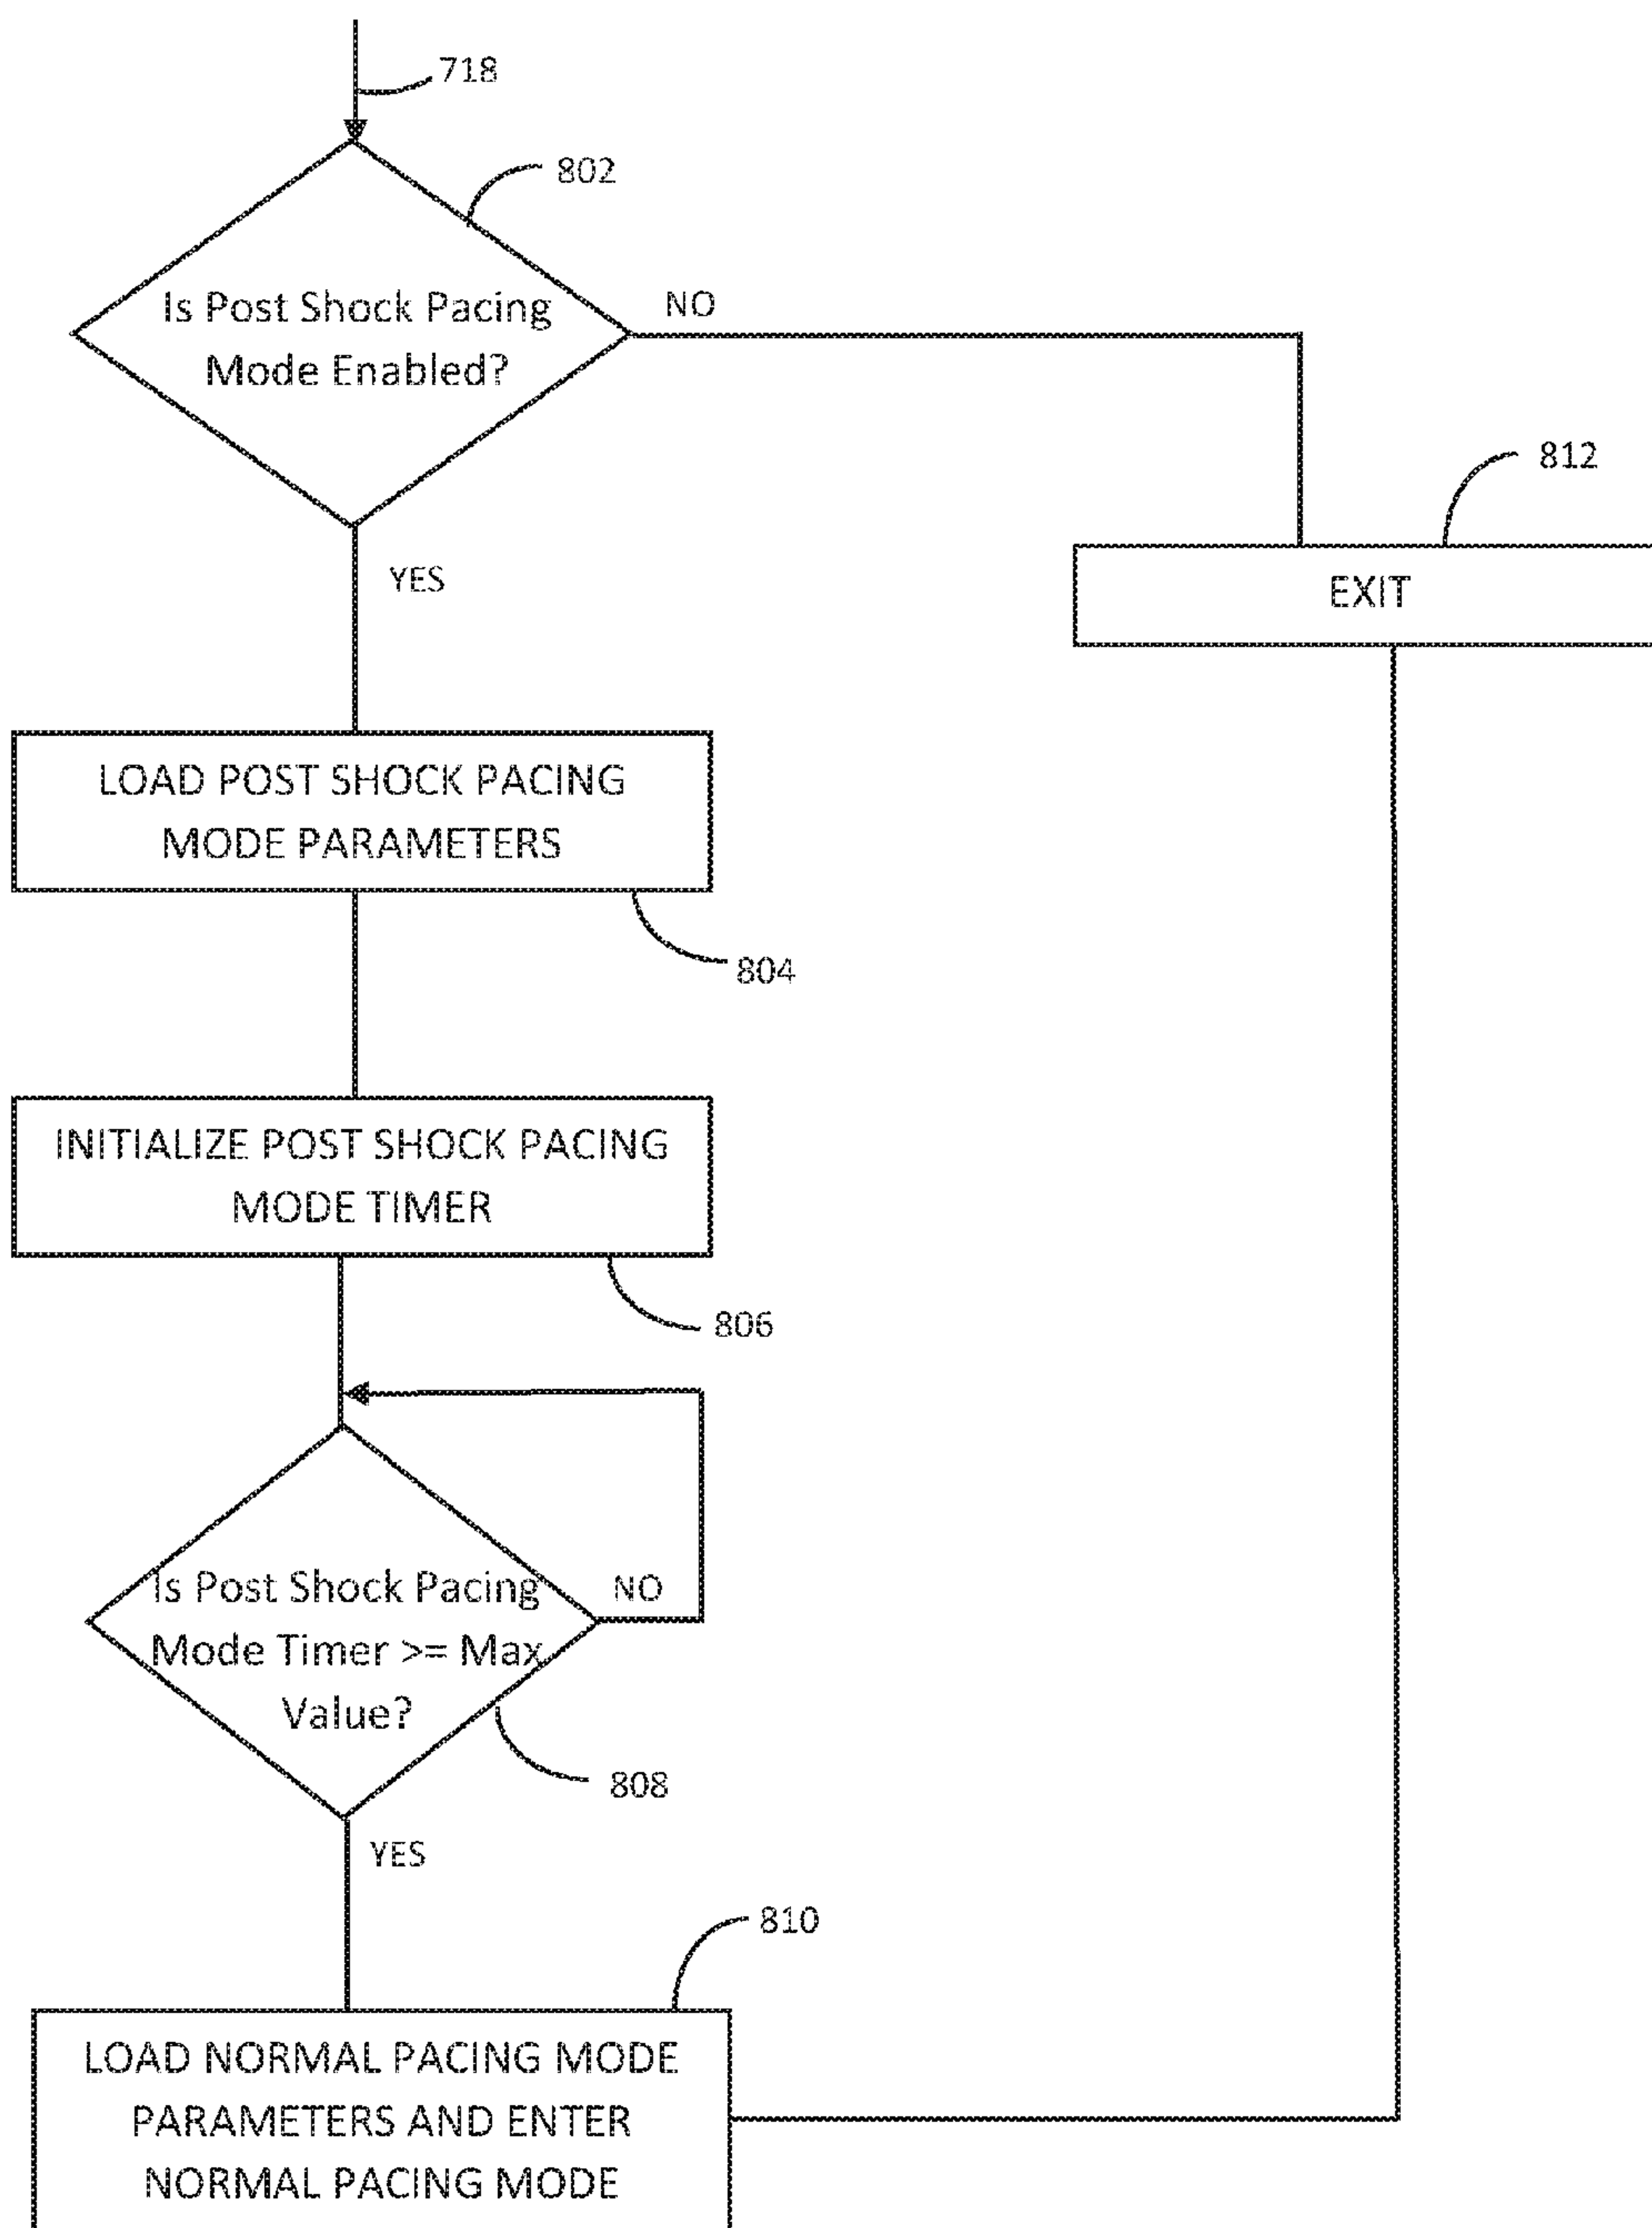 718
802
Is Post Shock Pacing
Mode Enabled?
NO
812
EXIT
YES
LOAD POST SHOCK PACING
MODE PARAMETERS
804
INITIALIZE POST SHOCK PACING
MODE TIMER
806
Is Post Shock Pacing
Mode Timer >= Max
Value?
NO
808
YES
810
LOAD NORMAL PACING MODE
PARAMETERS AND ENTER
NORMAL PACING MODE